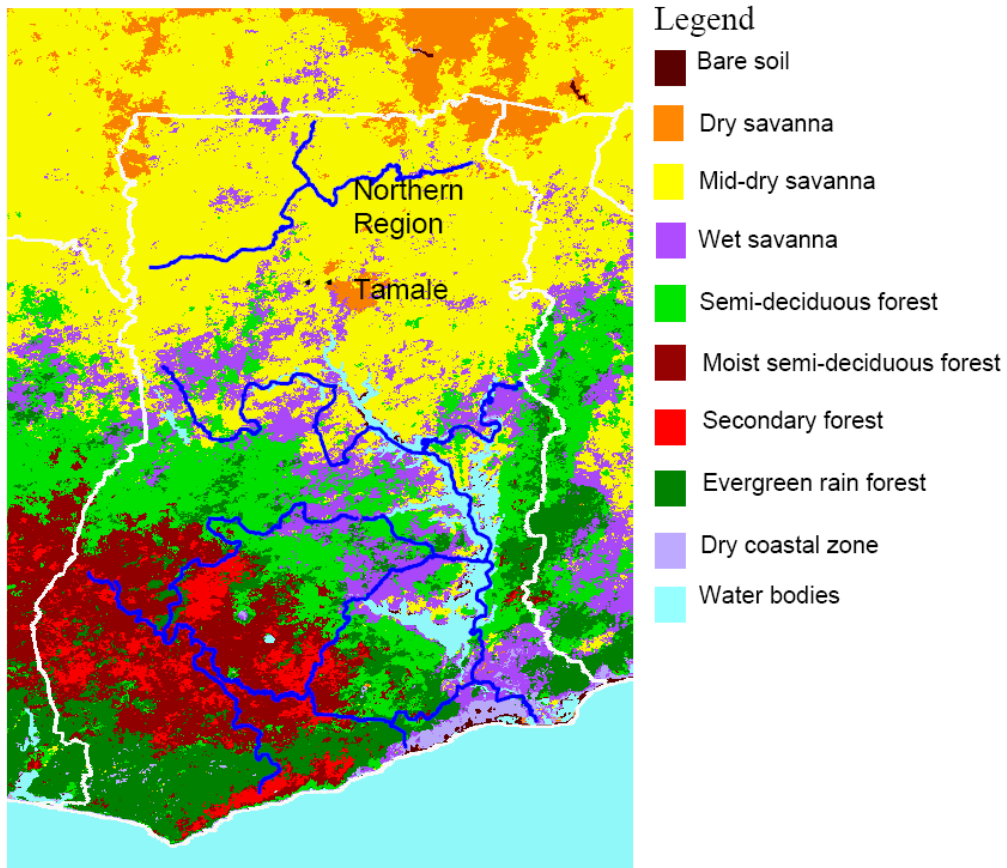 Legend
Bare soil
Dry savanna
Mid-dry savanna
Wet savanna
Semi-deciduous forest
Moist semi-deciduous forest
Secondary forest
Evergreen rain forest
Dry coastal zone
Water bodies
Northern
Region
Tamale